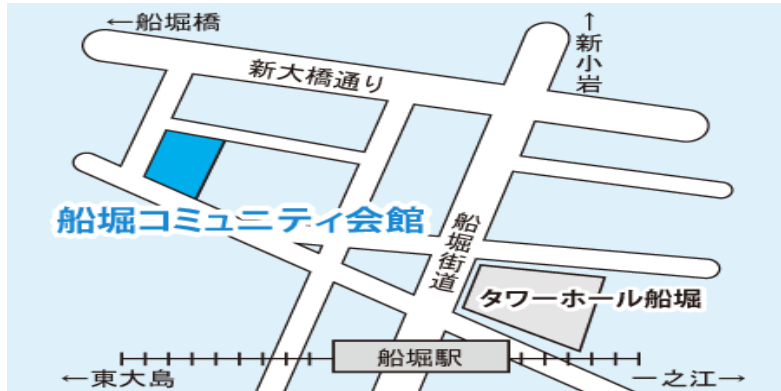 ←船堀橋
↑新小岩
新大橋通り
船堀コミュニティ会館
船堀街道
タワーホール船堀
船堀駅
←東大島
一之江→